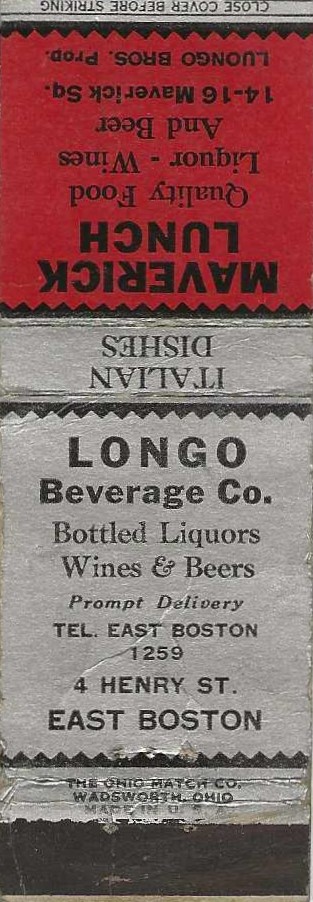 CLOSE COVER BEFORE STRIKING
MAVERICK
LUNCH
Quality Food
Liquor - Wines
And Beer
14-16 Maverick Sq.
LUONGO BROS. Prop.
ITALIAN
DISHES
LONGO
Beverage Co.
Bottled Liquors
Wines & Beers
Prompt Delivery
TEL. EAST BOSTON
1259
4 HENRY ST.
EAST BOSTON
THE OHIO MATCH CO.
WADSWORTH, OHIO
MADE IN U. S. A.